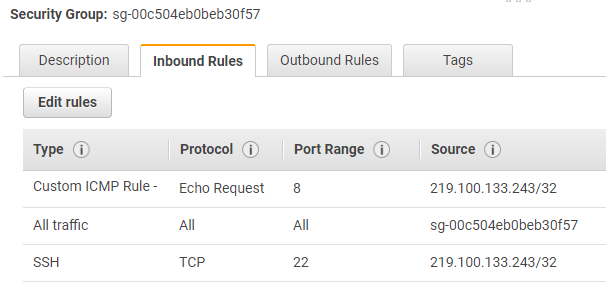 Security Group: sg-00c504eb0beb30f57
Description Inbound Rules Outbound Rules Tags
Edit rules
Type i Protocol i Port Range i Source i
Custom ICMP Rule - Echo Request 8 219.100.133.243/32
All traffic All All sg-00c504eb0beb30f57
SSH TCP 22 219.100.133.243/32